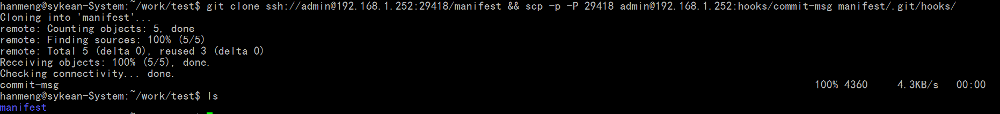 hanmeng@sykean-System:~/work/test$ git clone ssh://admin@192.168.1.252:29418/manifest && scp -p -P 29418 admin@192.168.1.252:hooks/commit-msg manifest/.git/hooks/
Cloning into 'manifest'...
remote: Counting objects: 5, done
remote: Finding sources: 100% (5/5)
remote: Total 5 (delta 0), reused 3 (delta 0)
Receiving objects: 100% (5/5), done.
Checking connectivity... done.
commit-msg 100% 4360 4.3KB/s 00:00
hanmeng@sykean-System:~/work/test$ ls
manifest